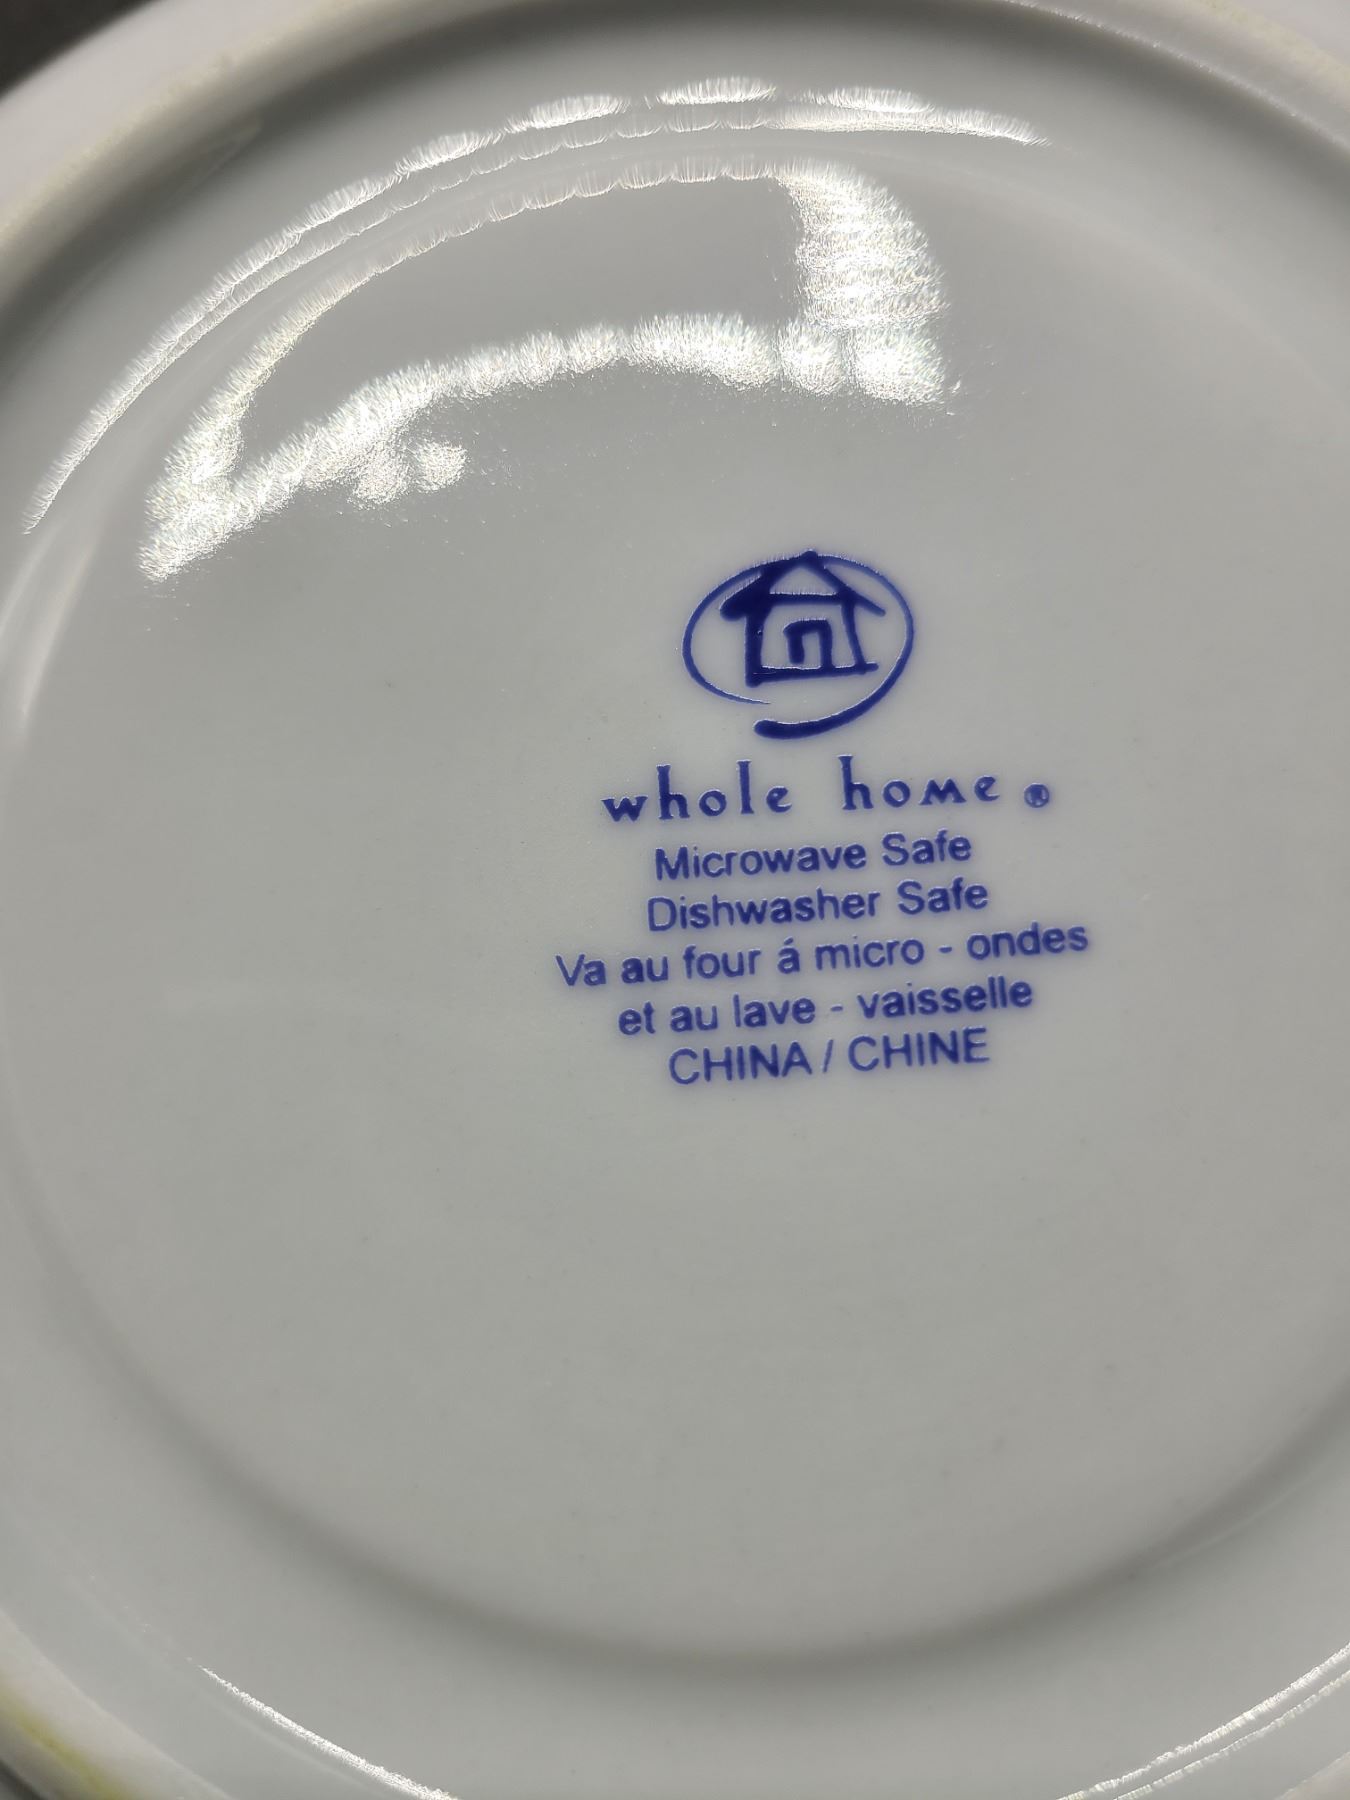 whole home ®
Microwave Safe
Dishwasher Safe
Va au four á micro - ondes
et au lave - vaisselle
CHINA / CHINE